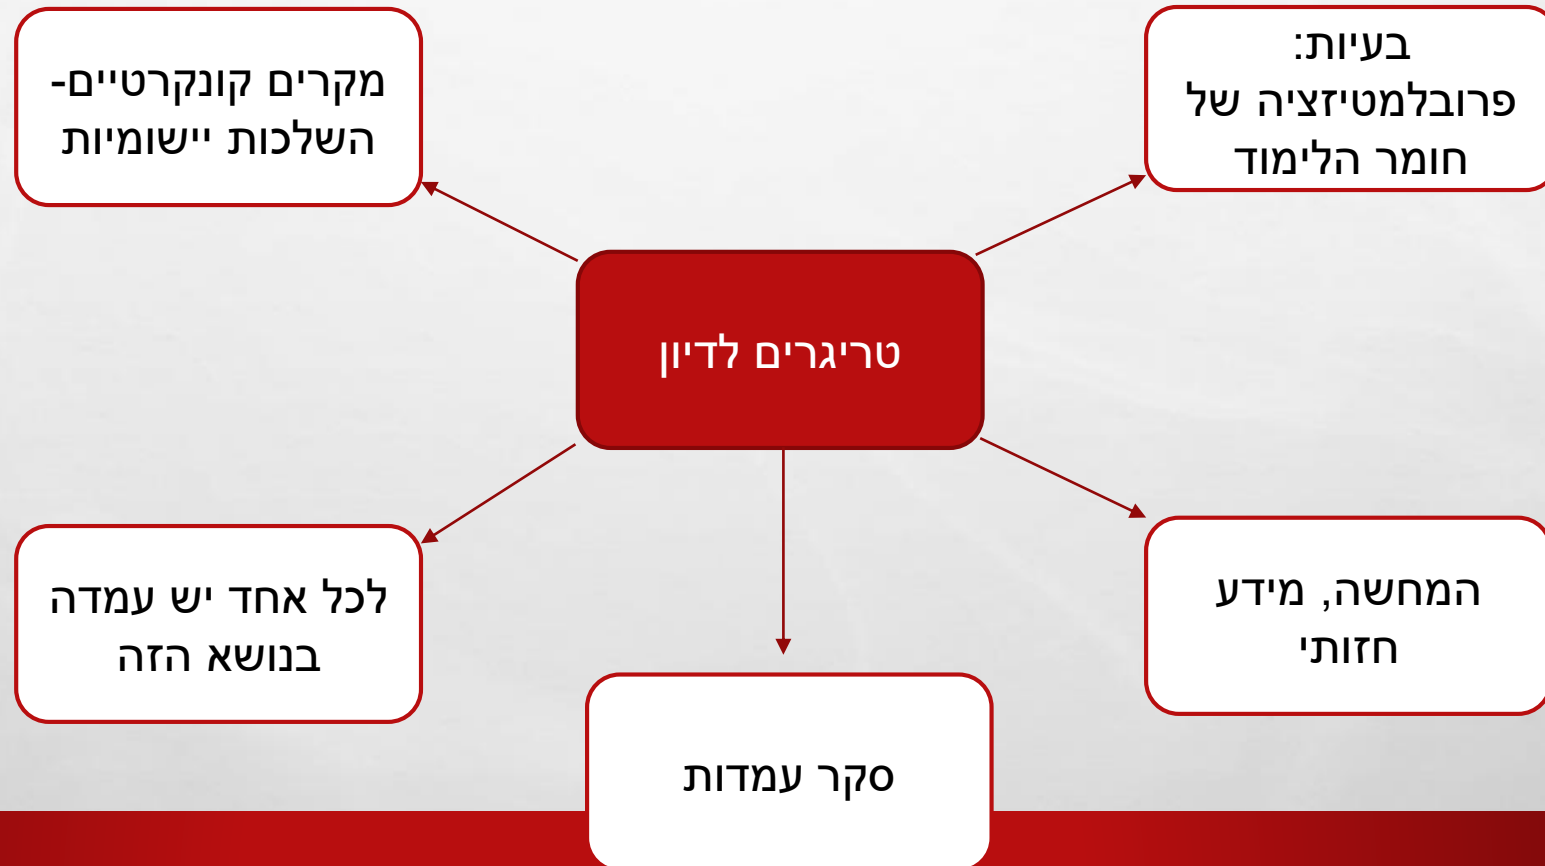 בעיות:
פרובלמטיזציה של
חומר הלימוד
מקרים קונקרטיים-
השלכות יישומיות
טריגרים לדיון
המחשה, מידע
חזותי
לכל אחד יש עמדה
בנושא הזה
סקר עמדות